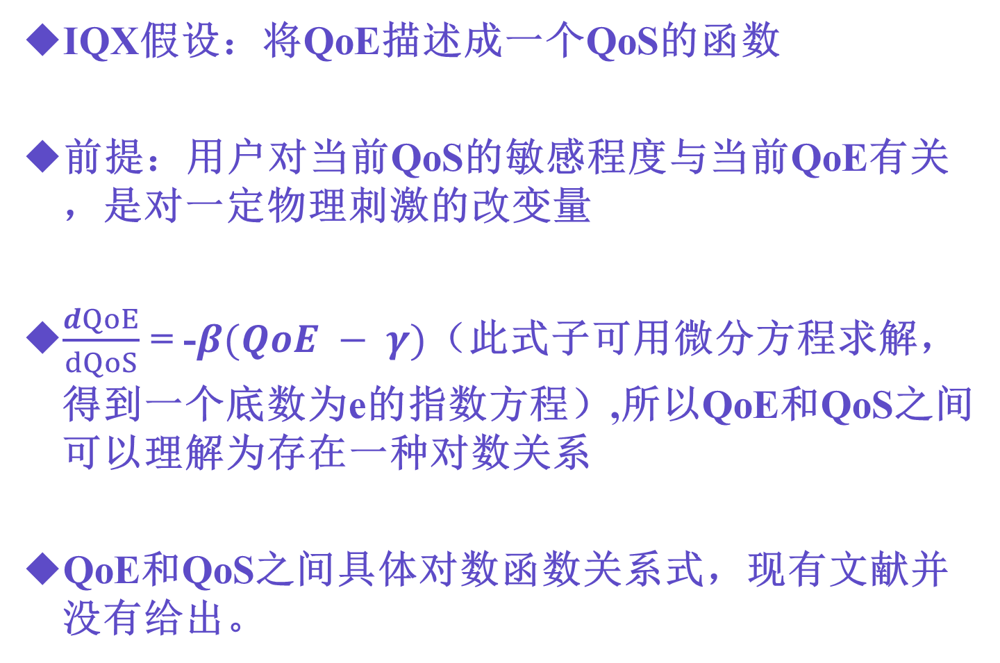 ◆IQX假设：将QoE描述成一个QoS的函数
◆前提：用户对当前QoS的敏感程度与当前QoE有关
，是对一定物理刺激的改变量
◆dQoE/dQoS = -β(QoE − γ)（此式子可用微分方程求解，
得到一个底数为e的指数方程）,所以QoE和QoS之间
可以理解为存在一种对数关系
◆QoE和QoS之间具体对数函数关系式，现有文献并
没有给出。